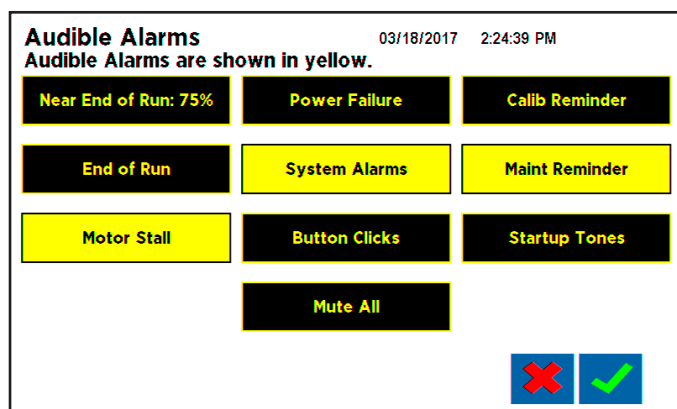 Audible Alarms 03/18/2017 2:24:39 PM
Audible Alarms are shown in yellow.
Near End of Run: 75% Power Failure Calib Reminder
End of Run System Alarms Maint Reminder
Motor Stall Button Clicks Startup Tones
Mute All